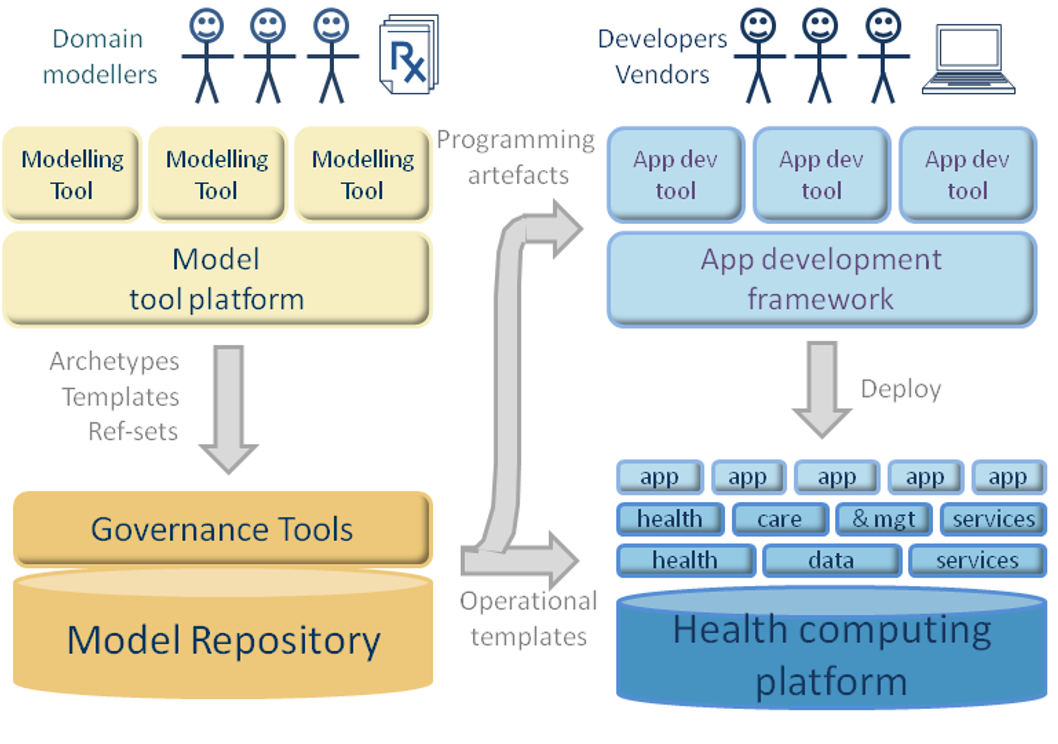 Domain
modellers
Rx
Developers
Vendors
Modelling
Tool
Modelling
Tool
Modelling
Tool
Programming
artefacts
App dev
tool
App dev
tool
App dev
tool
Model
tool platform
App development
framework
Archetypes
Templates
Ref-sets
Deploy
Governance Tools
Model Repository
Operational
templates
app
app
app
app
app
health
care
& mgt
services
health
data
services
Health computing
platform